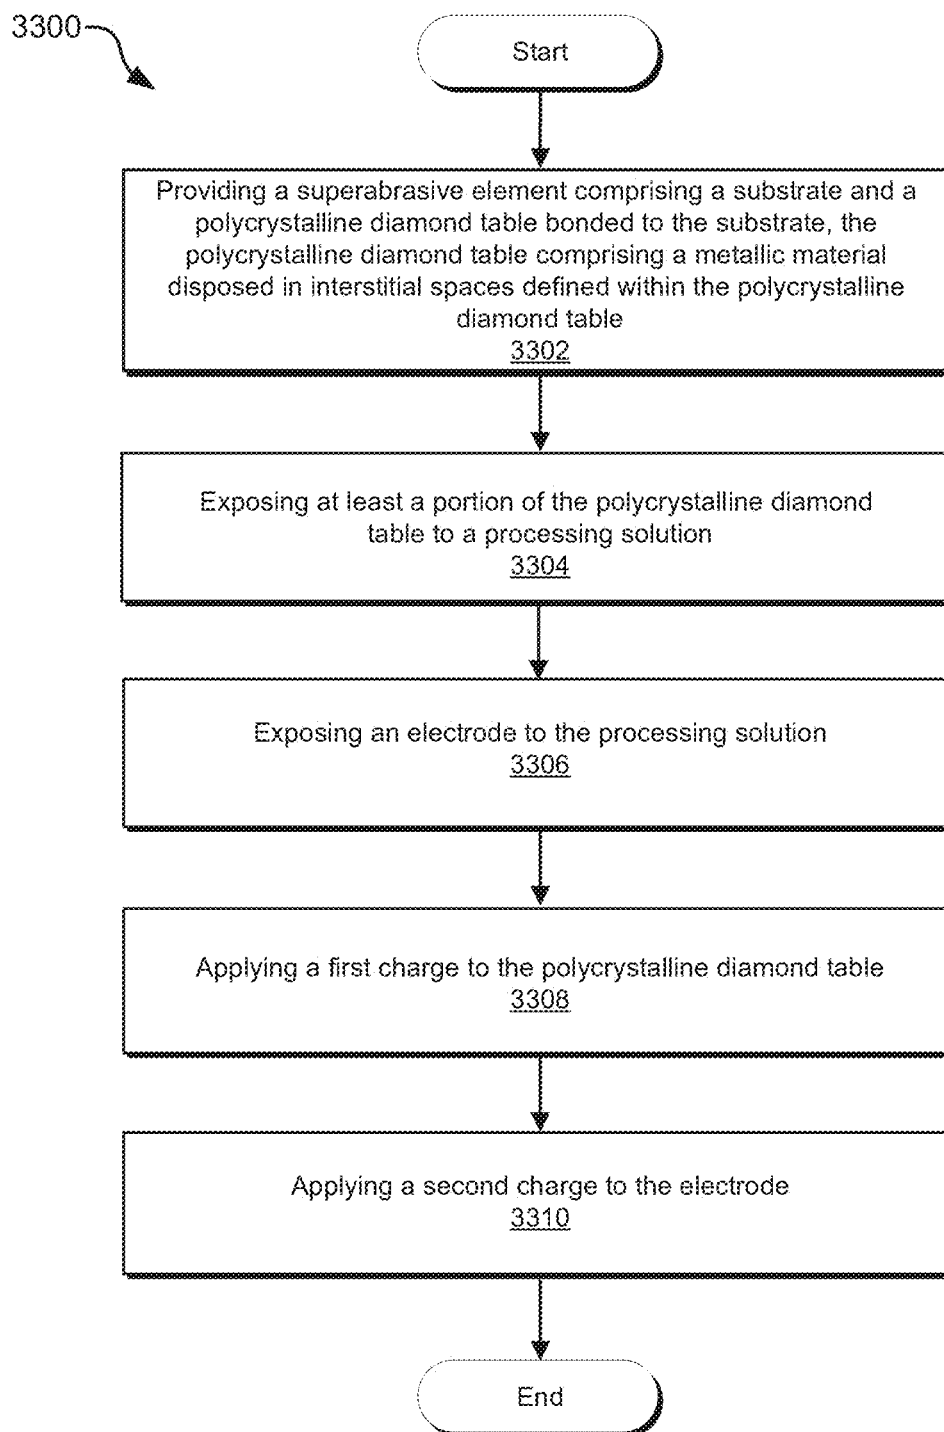 3300
Start
Providing a superabrasive element comprising a substrate and a
polycrystalline diamond table bonded to the substrate, the
polycrystalline diamond table comprising a metallic material
disposed in interstitial spaces defined within the polycrystalline
diamond table
3302
Exposing at least a portion of the polycrystalline diamond
table to a processing solution
3304
Exposing an electrode to the processing solution
3306
Applying a first charge to the polycrystalline diamond table
3308
Applying a second charge to the electrode
3310
End